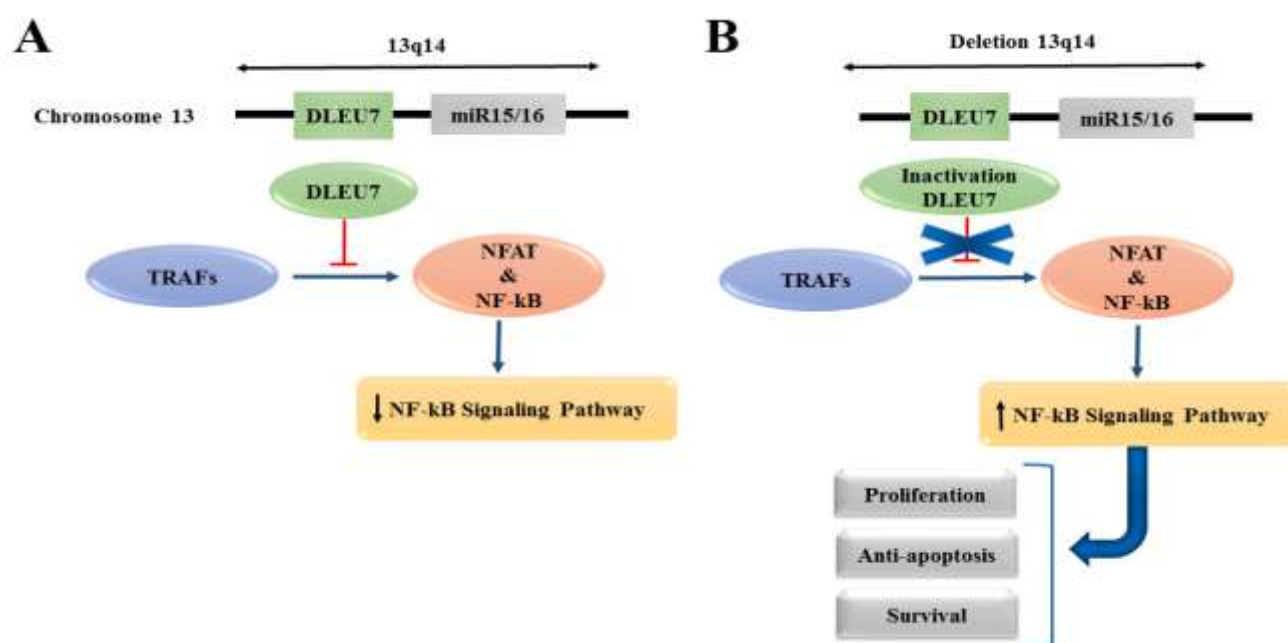 A
13q14
Chromosome 13
DLEU7
miR15/16
DLEU7
TRAFs
NFAT
&
NF-kB
↓ NF-kB Signaling Pathway
B
Deletion 13q14
DLEU7
miR15/16
Inactivation
DLEU7
TRAFs
NFAT
&
NF-kB
↑ NF-kB Signaling Pathway
Proliferation
Anti-apoptosis
Survival